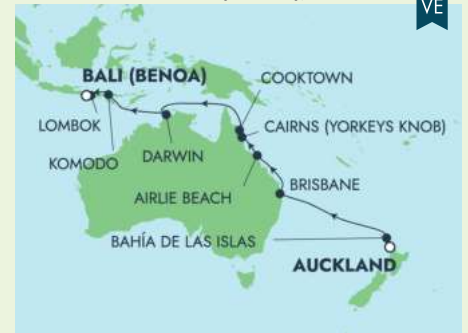 VE
BALI (BENOA)
COOKTOWN
LOMBOK
CAIRNS (YORKEYS KNOB)
KOMODO
DARWIN
AIRLIE BEACH
BRISBANE
BAHÍA DE LAS ISLAS
AUCKLAND